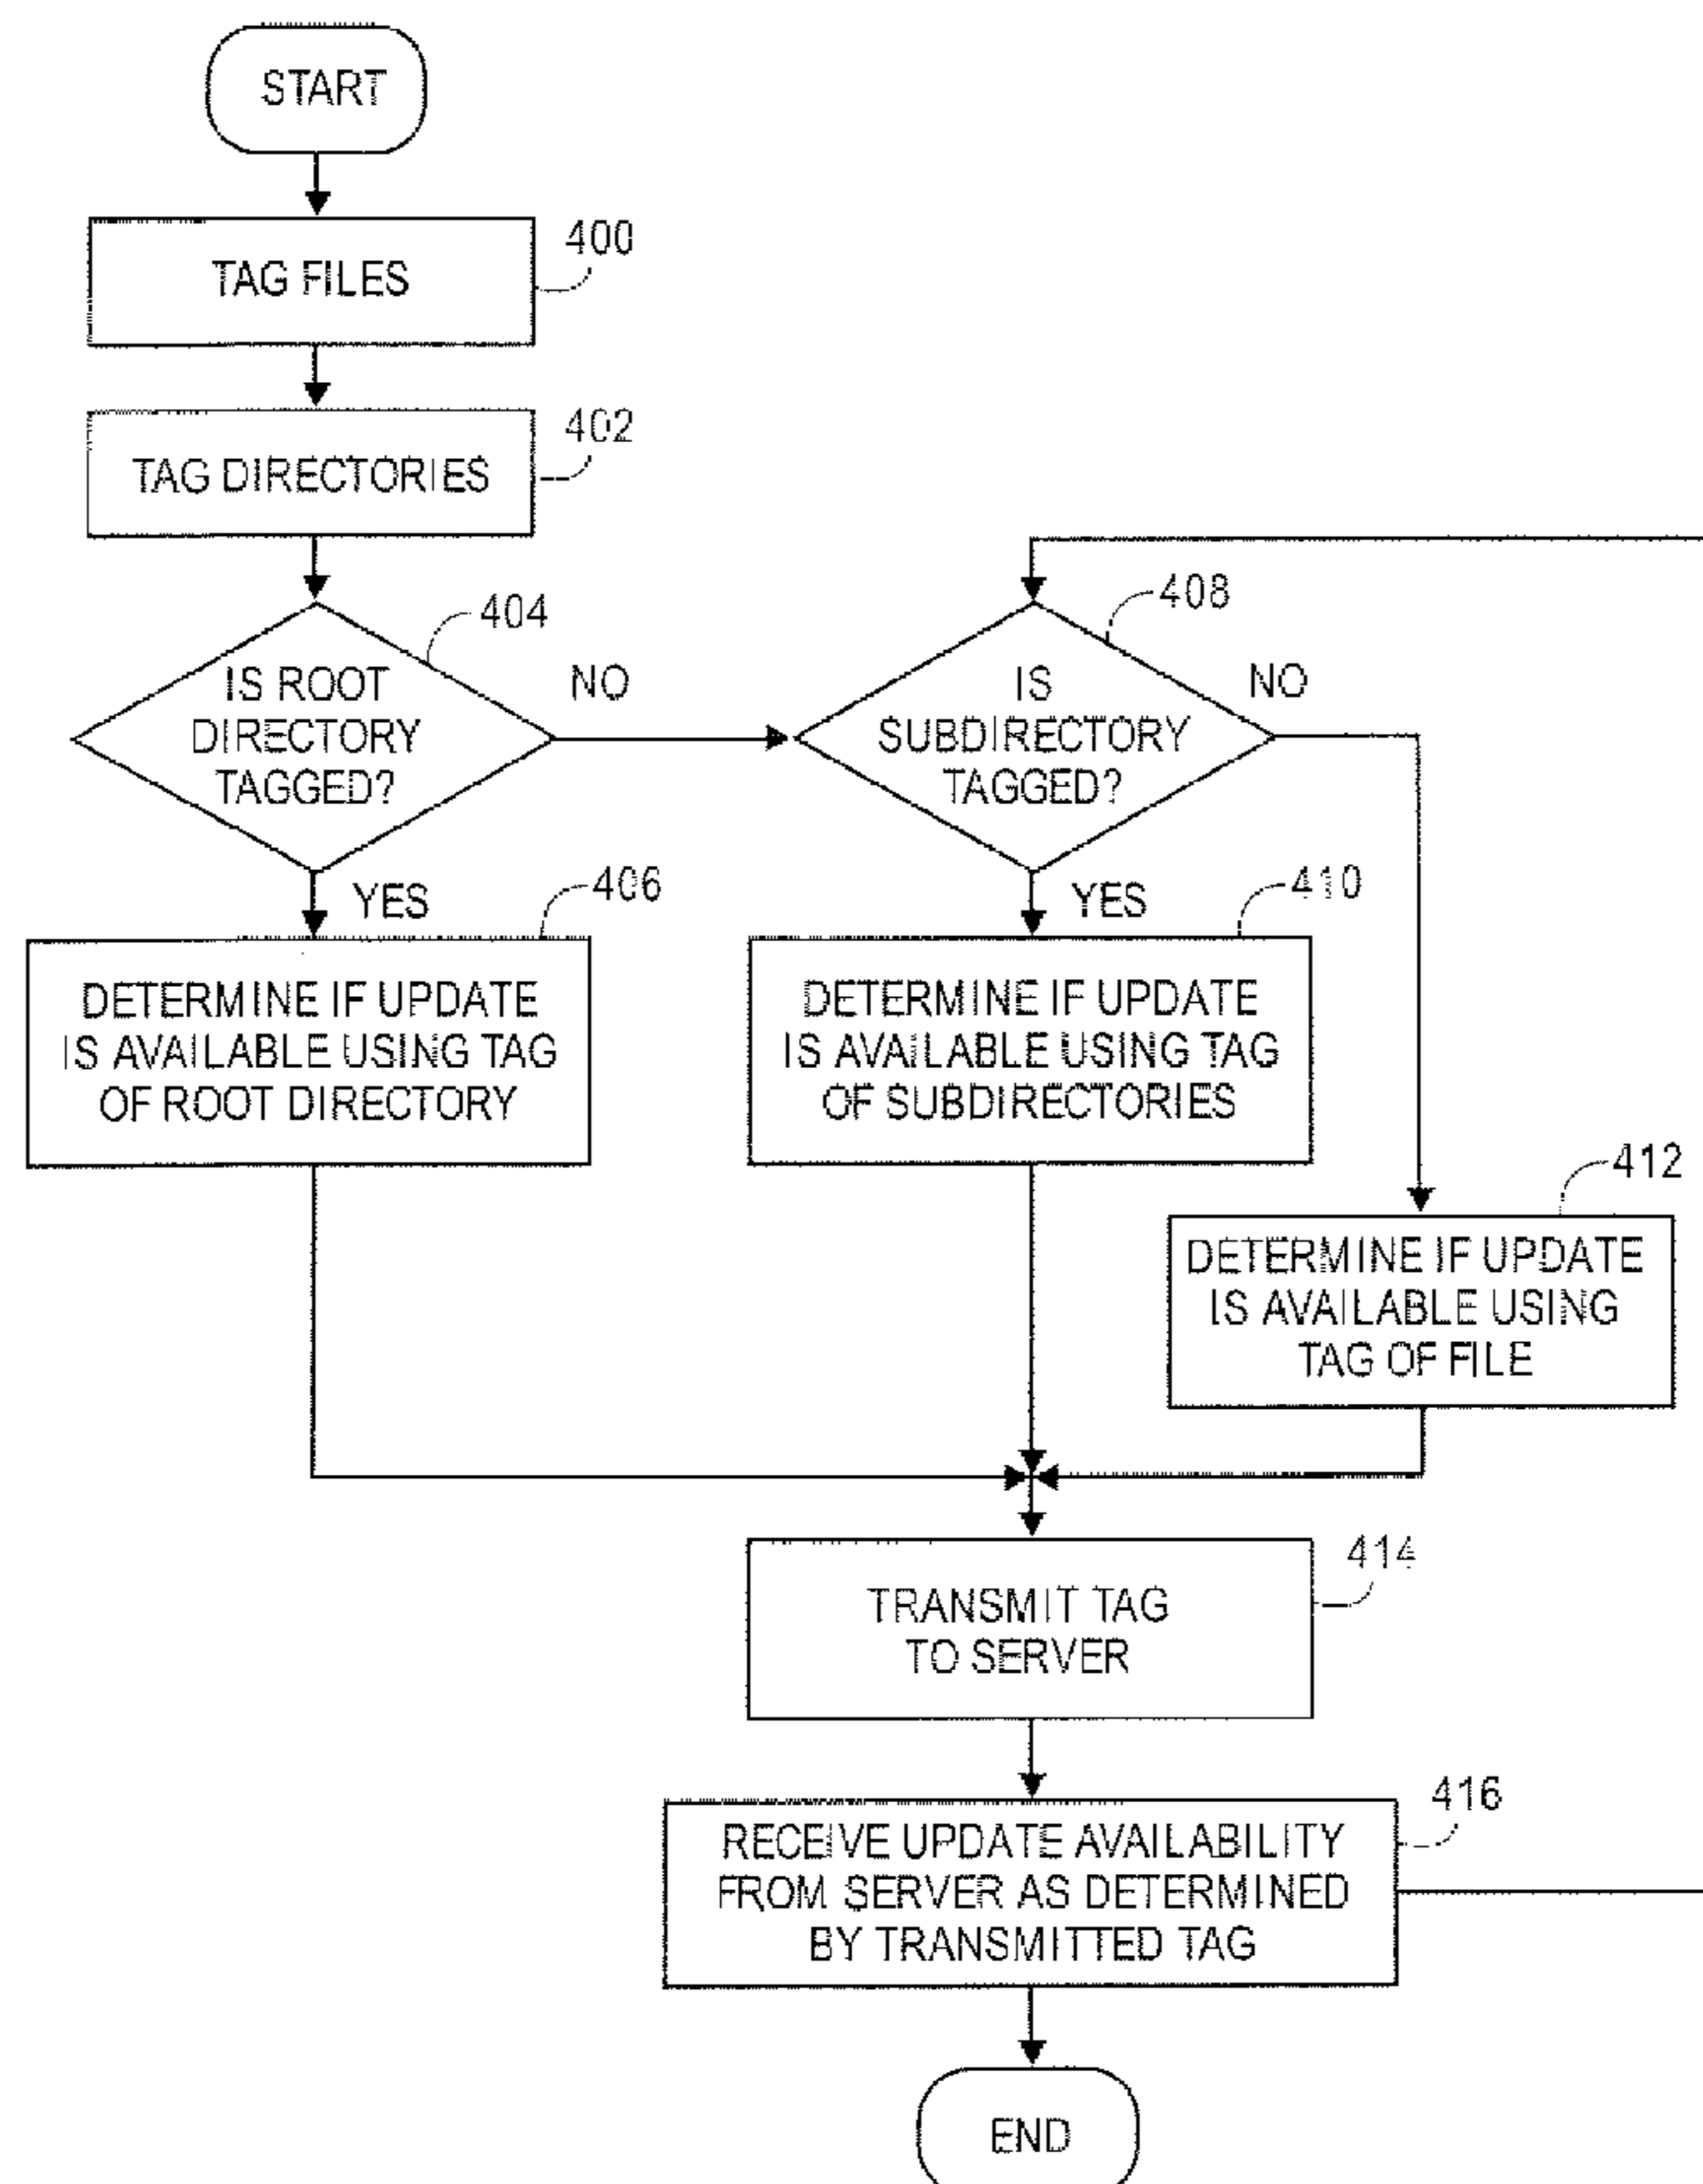 START
400
TAG FILES
402
TAG DIRECTORIES
404
IS ROOT
DIRECTORY
TAGGED?
NO
408
IS
SUBDIRECTORY
TAGGED?
NO
YES
406
DETERMINE IF UPDATE
IS AVAILABLE USING TAG
OF ROOT DIRECTORY
YES
410
DETERMINE IF UPDATE
IS AVAILABLE USING TAG
OF SUBDIRECTORIES
412
DETERMINE IF UPDATE
IS AVAILABLE USING
TAG OF FILE
414
TRANSMIT TAG
TO SERVER
416
RECEIVE UPDATE AVAILABILITY
FROM SERVER AS DETERMINED
BY TRANSMITTED TAG
END